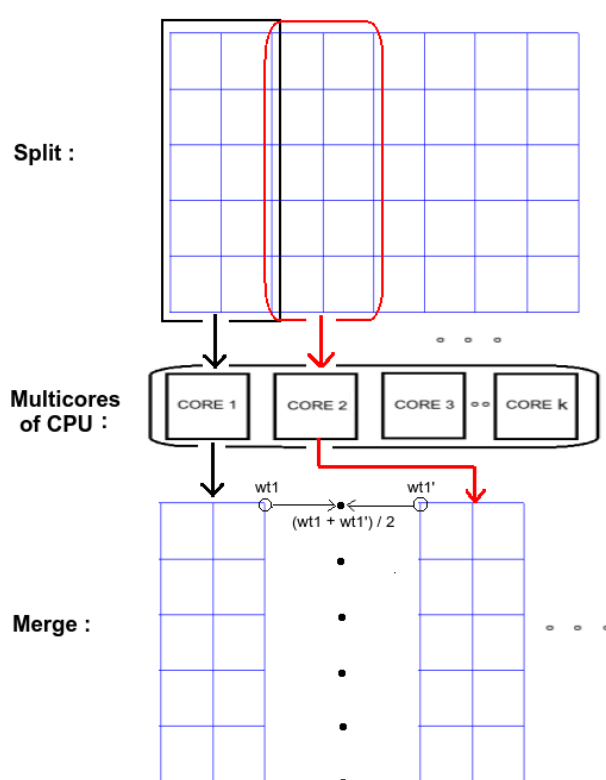 Split :
Multicores
of CPU :
CORE 1
CORE 2
CORE 3
CORE k
wt1
wt1'
(wt1 + wt1') / 2
Merge :